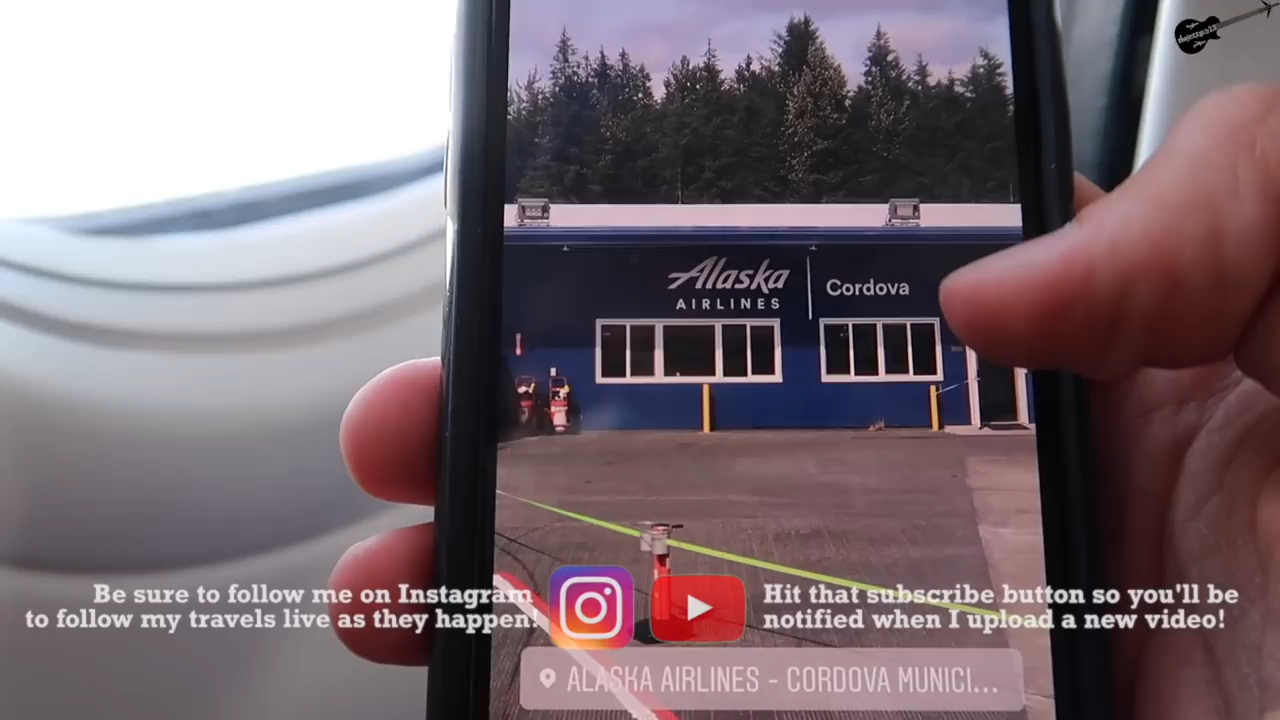 Alaska
AIRLINES
Cordova
Be sure to follow me on Instagram
to follow my travels live as they happen!
Hit that subscribe button so you'll be
notified when I upload a new video!
ALASKA AIRLINES - CORDOVA MUNICI...